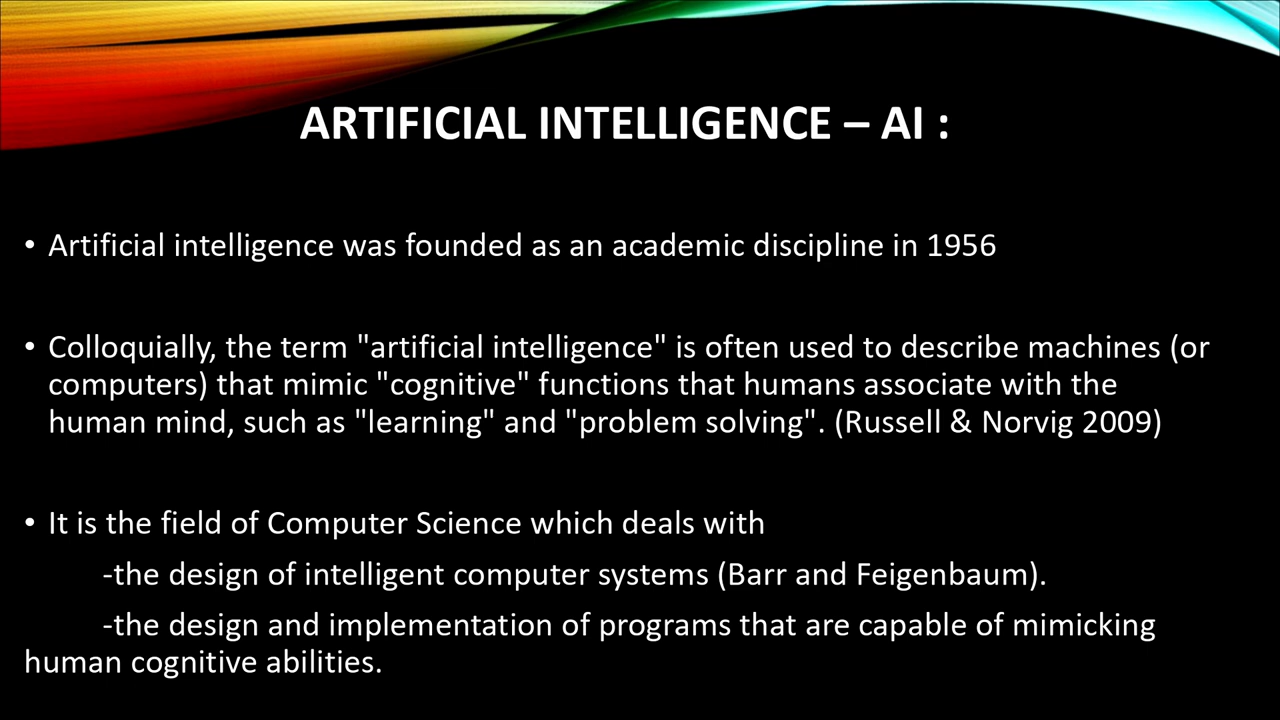 ARTIFICIAL INTELLIGENCE – AI :
• Artificial intelligence was founded as an academic discipline in 1956
• Colloquially, the term "artificial intelligence" is often used to describe machines (or
computers) that mimic "cognitive" functions that humans associate with the
human mind, such as "learning" and "problem solving". (Russell & Norvig 2009)
• It is the field of Computer Science which deals with
-the design of intelligent computer systems (Barr and Feigenbaum).
-the design and implementation of programs that are capable of mimicking
human cognitive abilities.